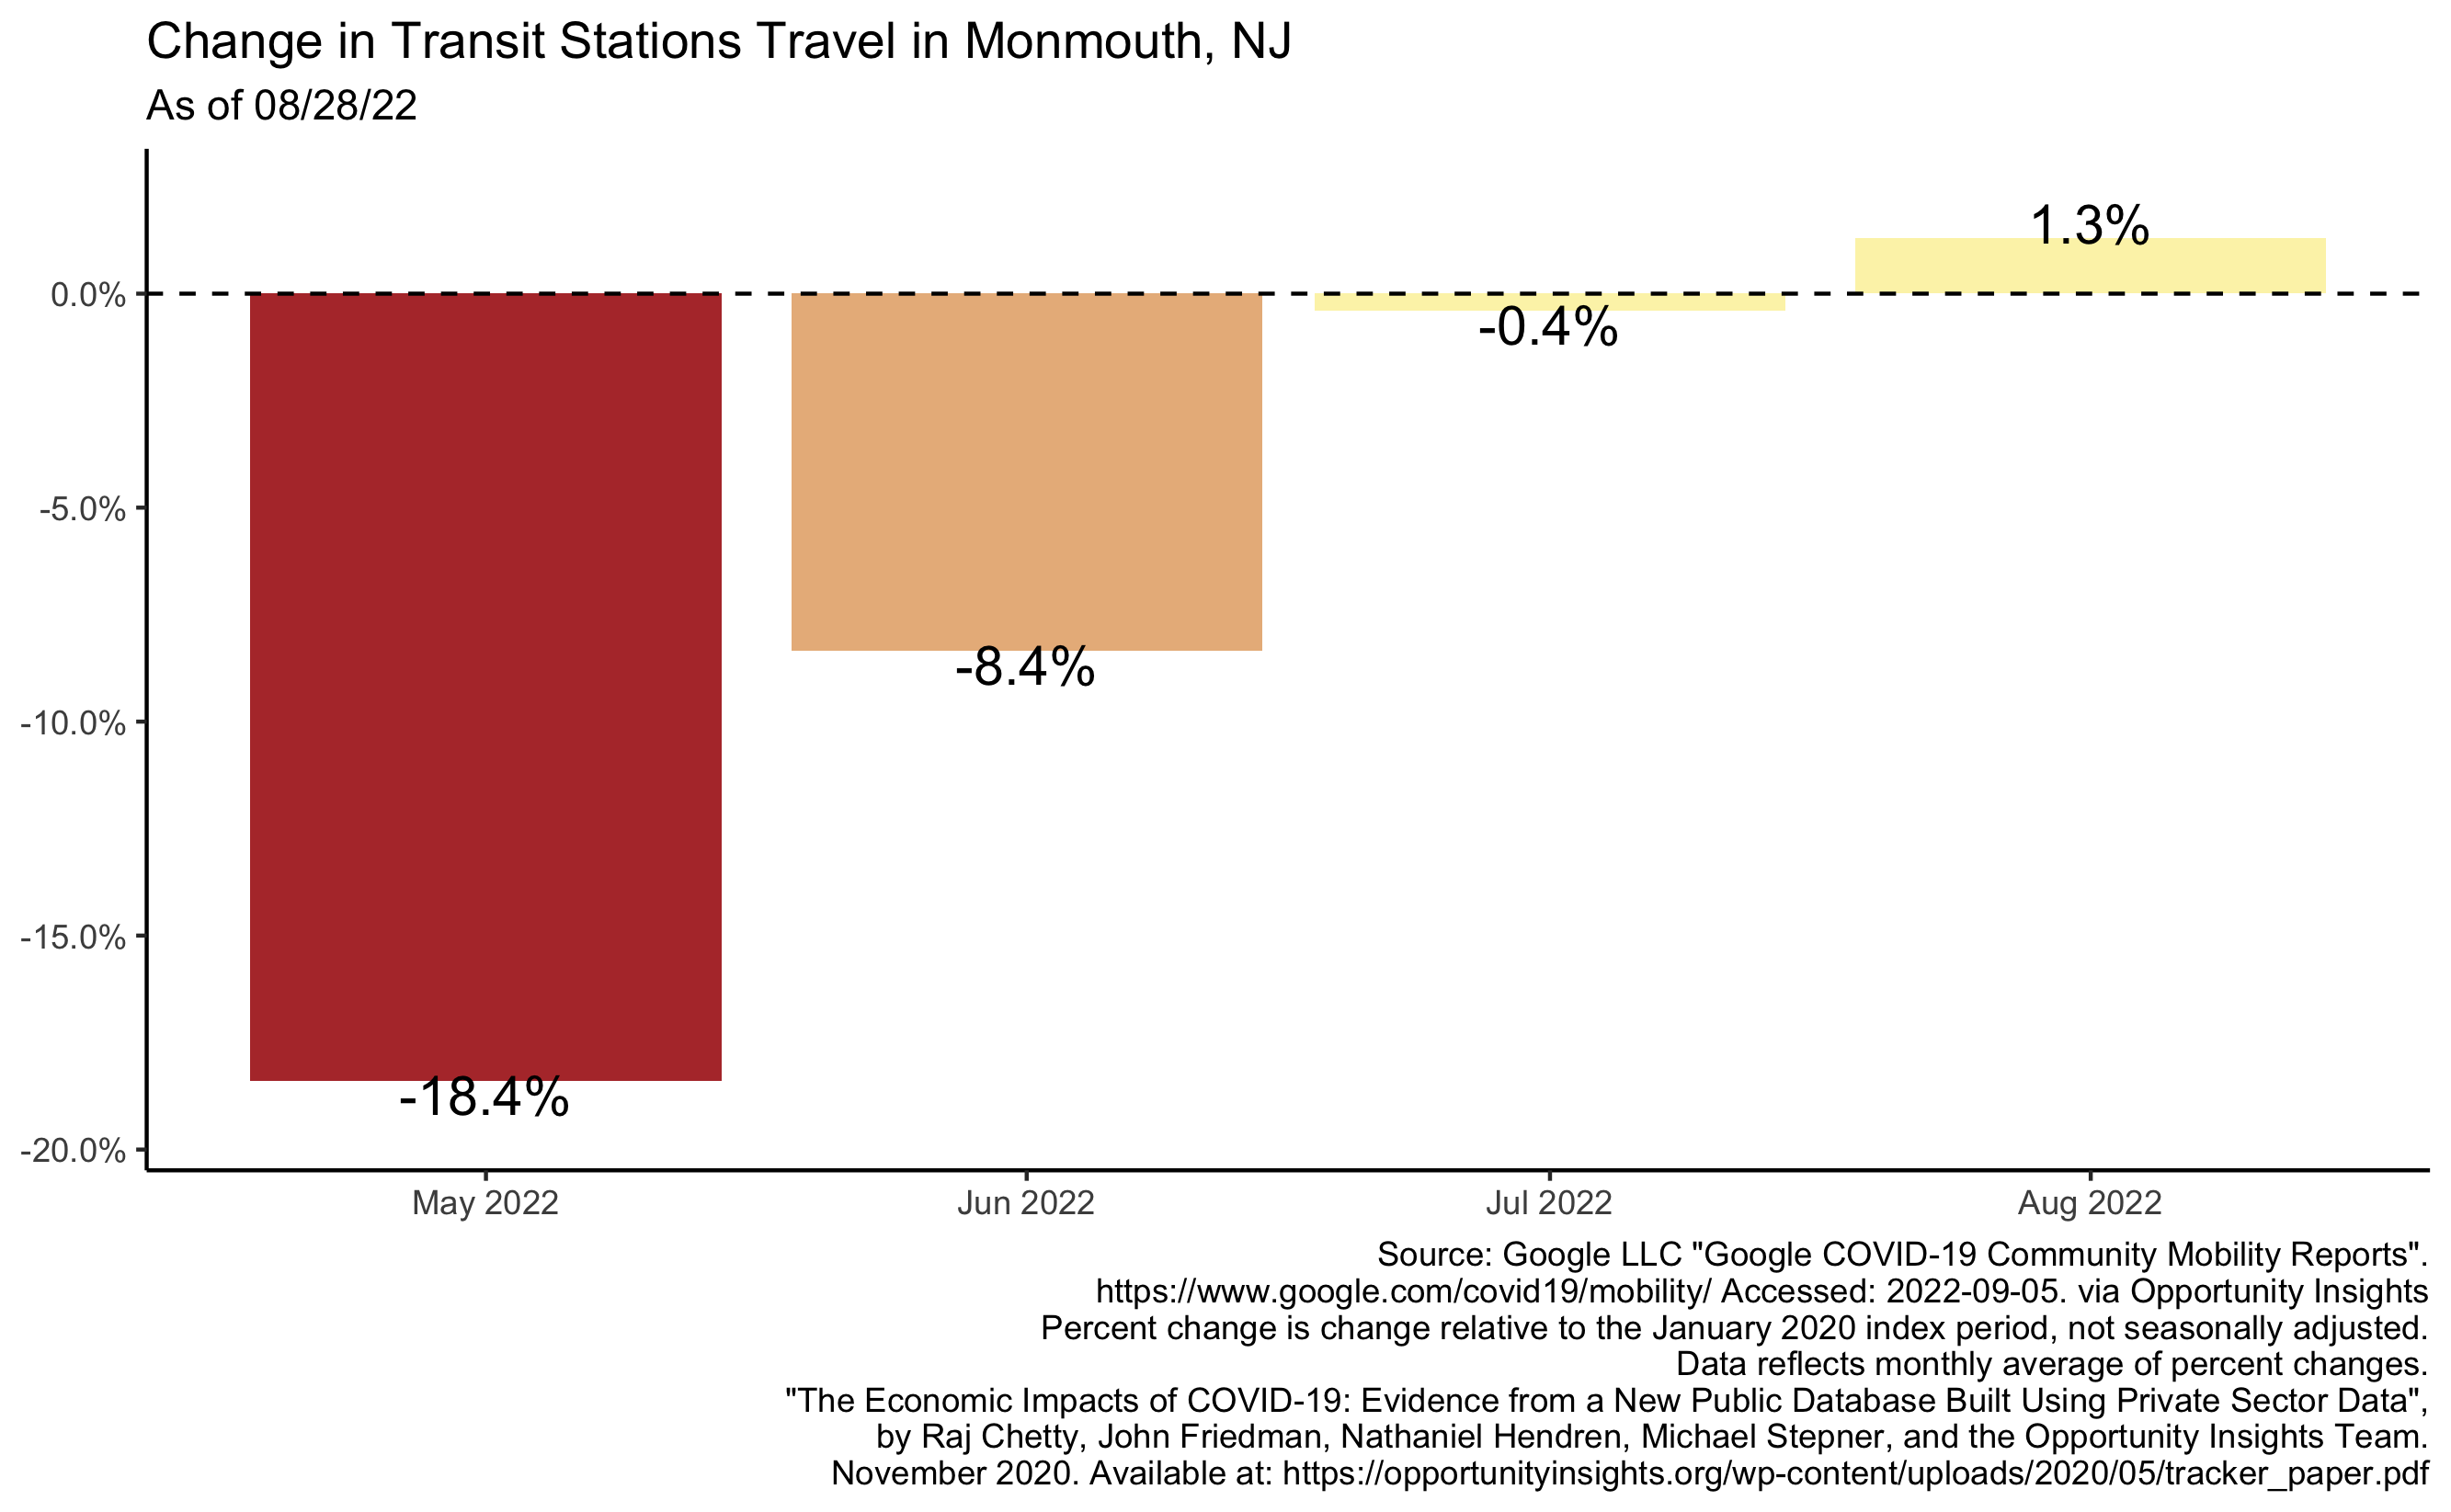 Change in Transit Stations Travel in Monmouth, NJ
As of 08/28/22
1.3%
0.0%
-0.4%
-5.0%
-8.4%
-10.0%
-15.0%
-18.4%
-20.0%
May 2022
Jun 2022
Jul 2022
Aug 2022
Source: Google LLC "Google COVID-19 Community Mobility Reports".
https://www.google.com/covid19/mobility/ Accessed: 2022-09-05. via Opportunity Insights
Percent change is change relative to the January 2020 index period, not seasonally adjusted.
Data reflects monthly average of percent changes.
"The Economic Impacts of COVID-19: Evidence from a New Public Database Built Using Private Sector Data",
by Raj Chetty, John Friedman, Nathaniel Hendren, Michael Stepner, and the Opportunity Insights Team.
November 2020. Available at: https://opportunityinsights.org/wp-content/uploads/2020/05/tracker_paper.pdf